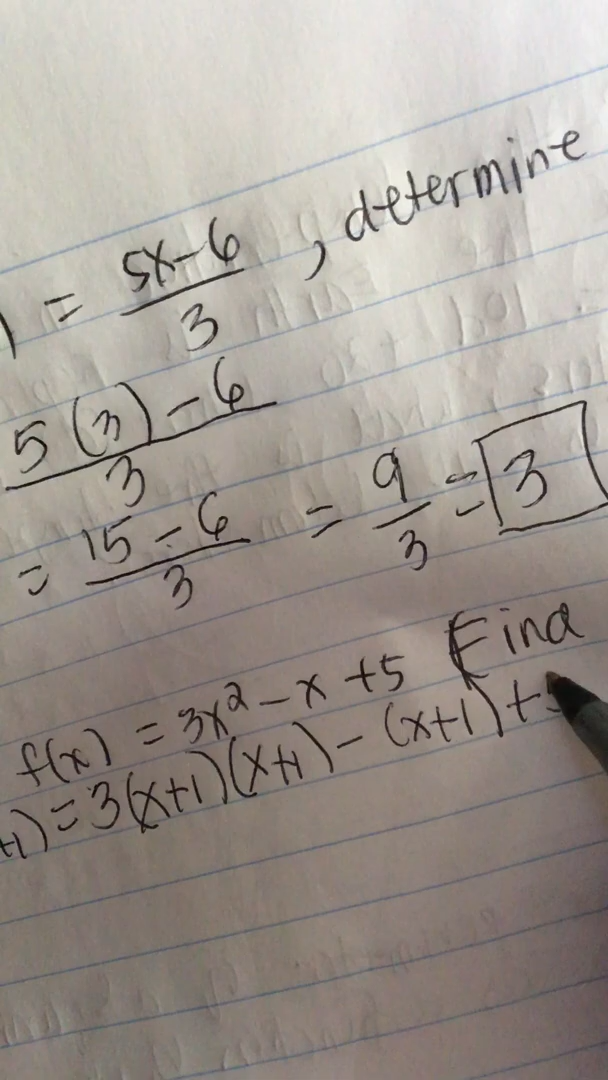 ) = 5x-6/3 , determine
5(3)-6/3
= 15-6/3 = 9/3 = 3
f(x) = 3x² - x + 5 Find
+1) = 3(x+1)(x+1) - (x+1) +